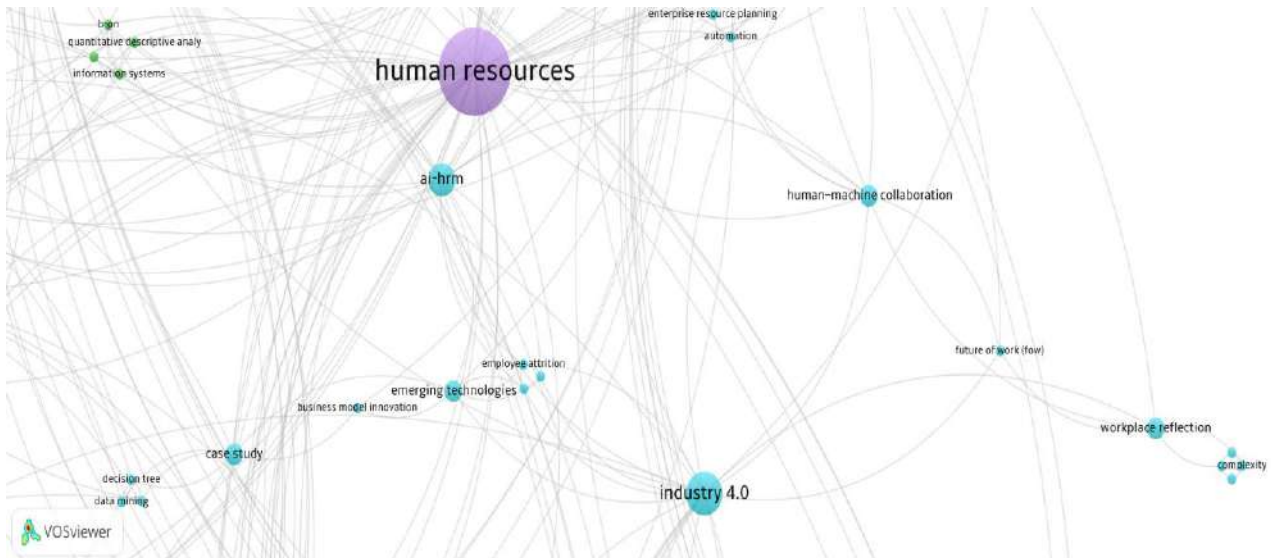 enterprise resource planning
bron
quantitative descriptive analy
automation
information systems
human resources
ai-hrm
human-machine collaboration
future of work (fow)
employee attrition
emerging technologies
business model innovation
workplace reflection
case study
complexity
decision tree
industry 4.0
data mining
VOSviewer